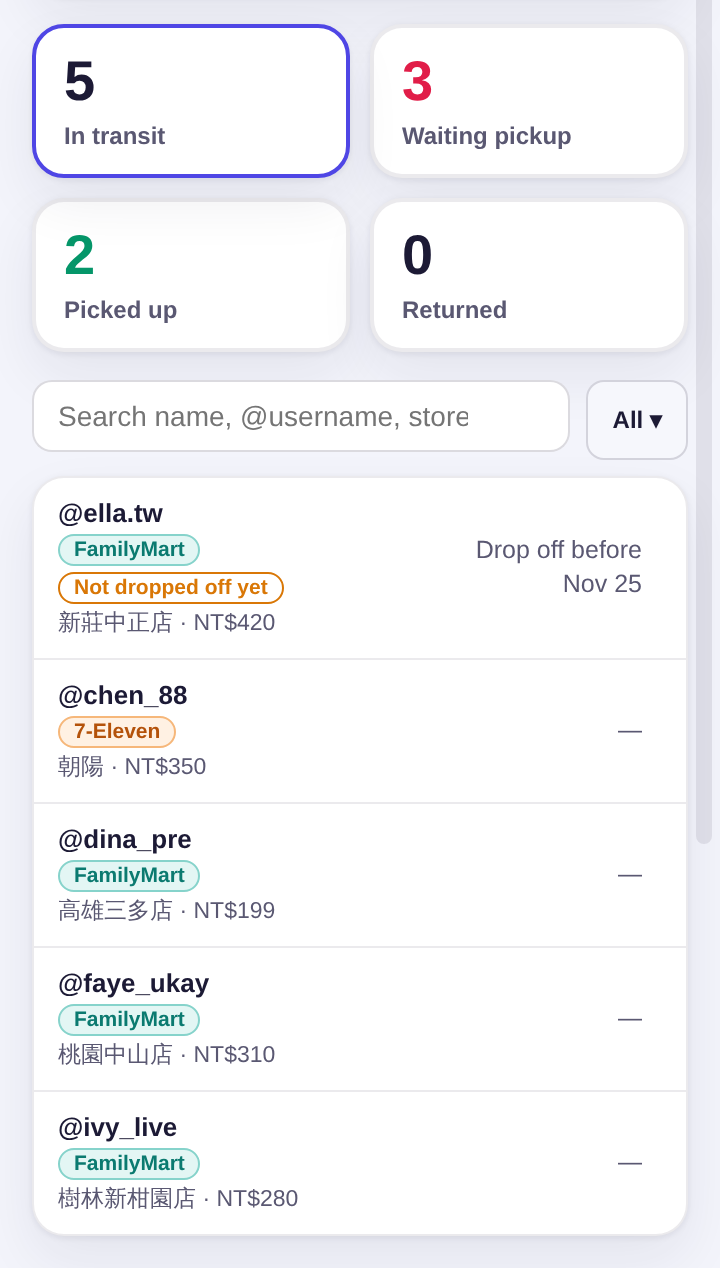 5
In transit
3
Waiting pickup
2
Picked up
0
Returned
Search name, @username, store
All ▾
@ella.tw
FamilyMart
Not dropped off yet
新莊中正店 · NT$420
Drop off before
Nov 25
@chen_88
7-Eleven
朝陽 · NT$350
—
@dina_pre
FamilyMart
高雄三多店 · NT$199
—
@faye_ukay
FamilyMart
桃園中山店 · NT$310
—
@ivy_live
FamilyMart
樹林新柑園店 · NT$280
—